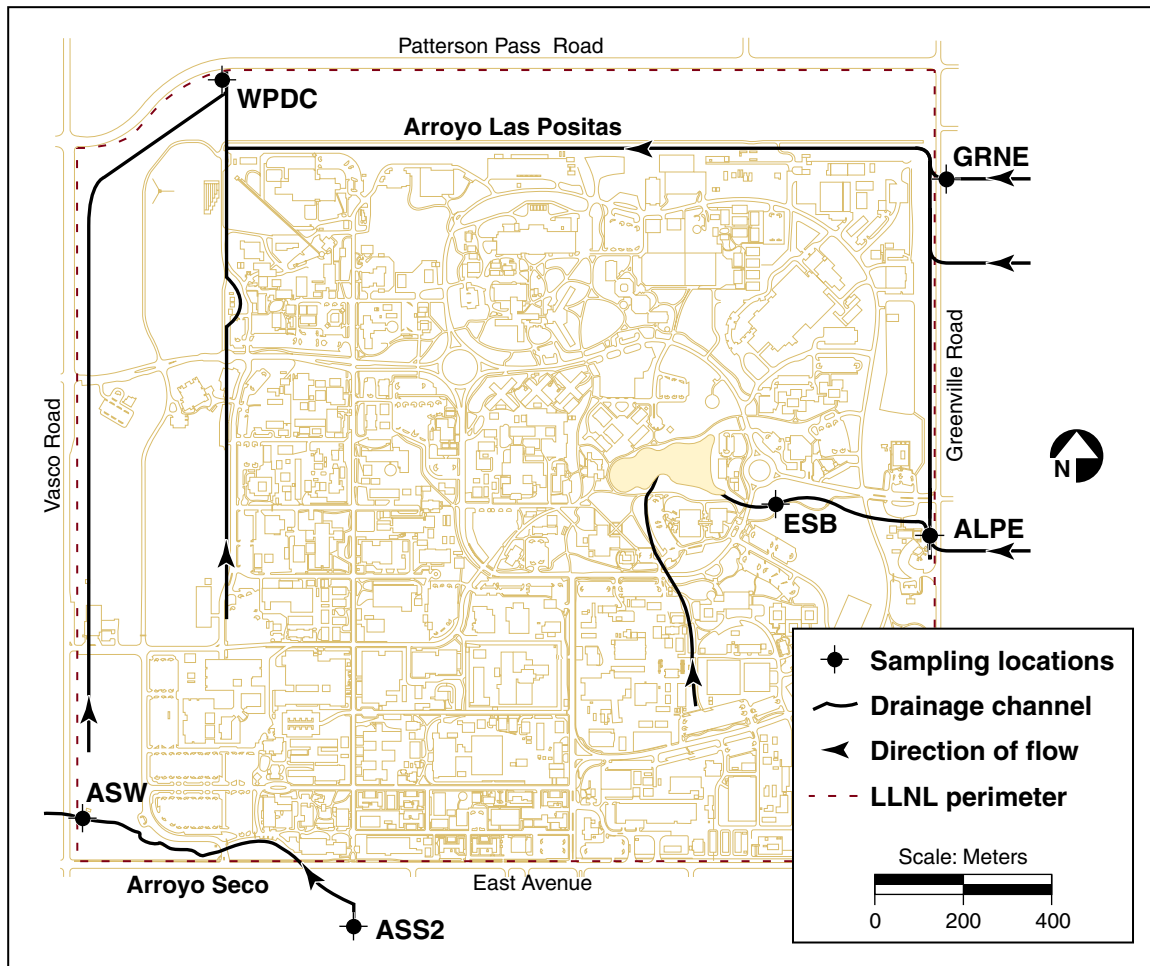 Patterson Pass  Road
WPDC
Arroyo Las Positas
GRNE
Greenville Road
Vasco Road
N
ESB
ALPE
ASW
Arroyo Seco
East Avenue
ASS2
Sampling locations
Drainage channel
Direction of flow
LLNL perimeter
Scale: Meters
0 200 400